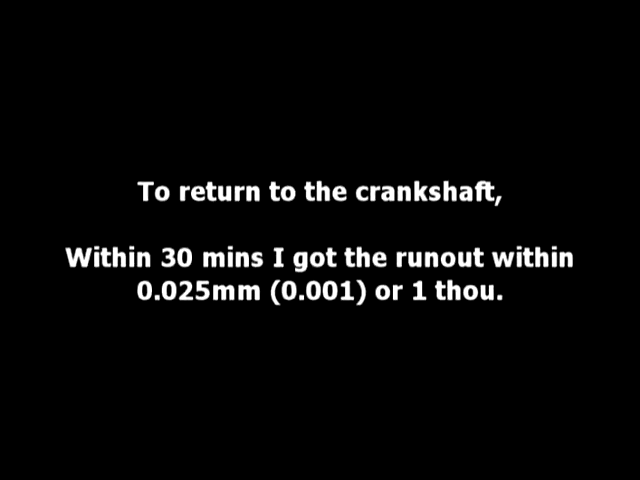 To return to the crankshaft,
Within 30 mins I got the runout within
0.025mm (0.001) or 1 thou.